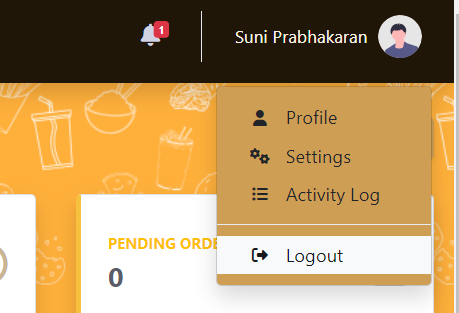 1
Suni Prabhakaran
Profile
Settings
Activity Log
Logout
PENDING ORDE
0